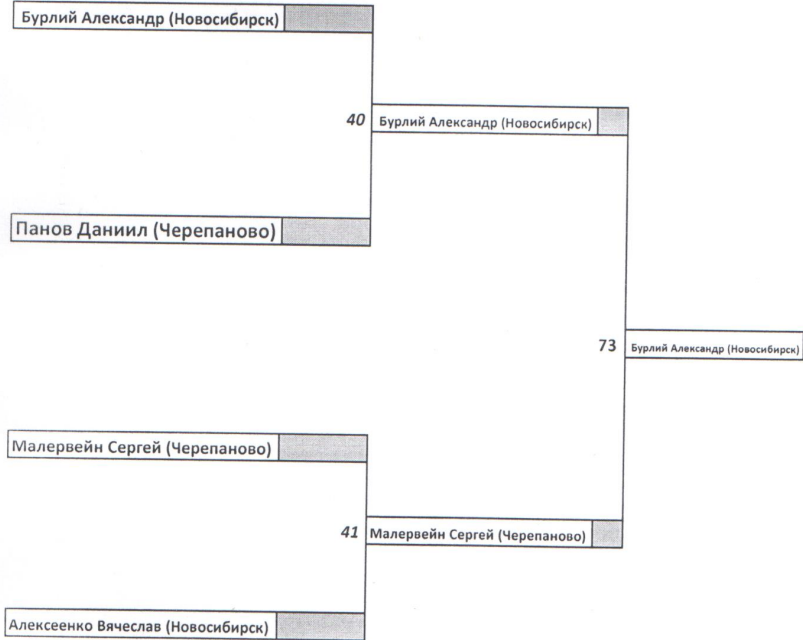 Бурлий Александр (Новосибирск)
40
Бурлий Александр (Новосибирск)
Панов Даниил (Черепаново)
73
Бурлий Александр (Новосибирск)
Малервейн Сергей (Черепаново)
41
Малервейн Сергей (Черепаново)
Алексеенко Вячеслав (Новосибирск)